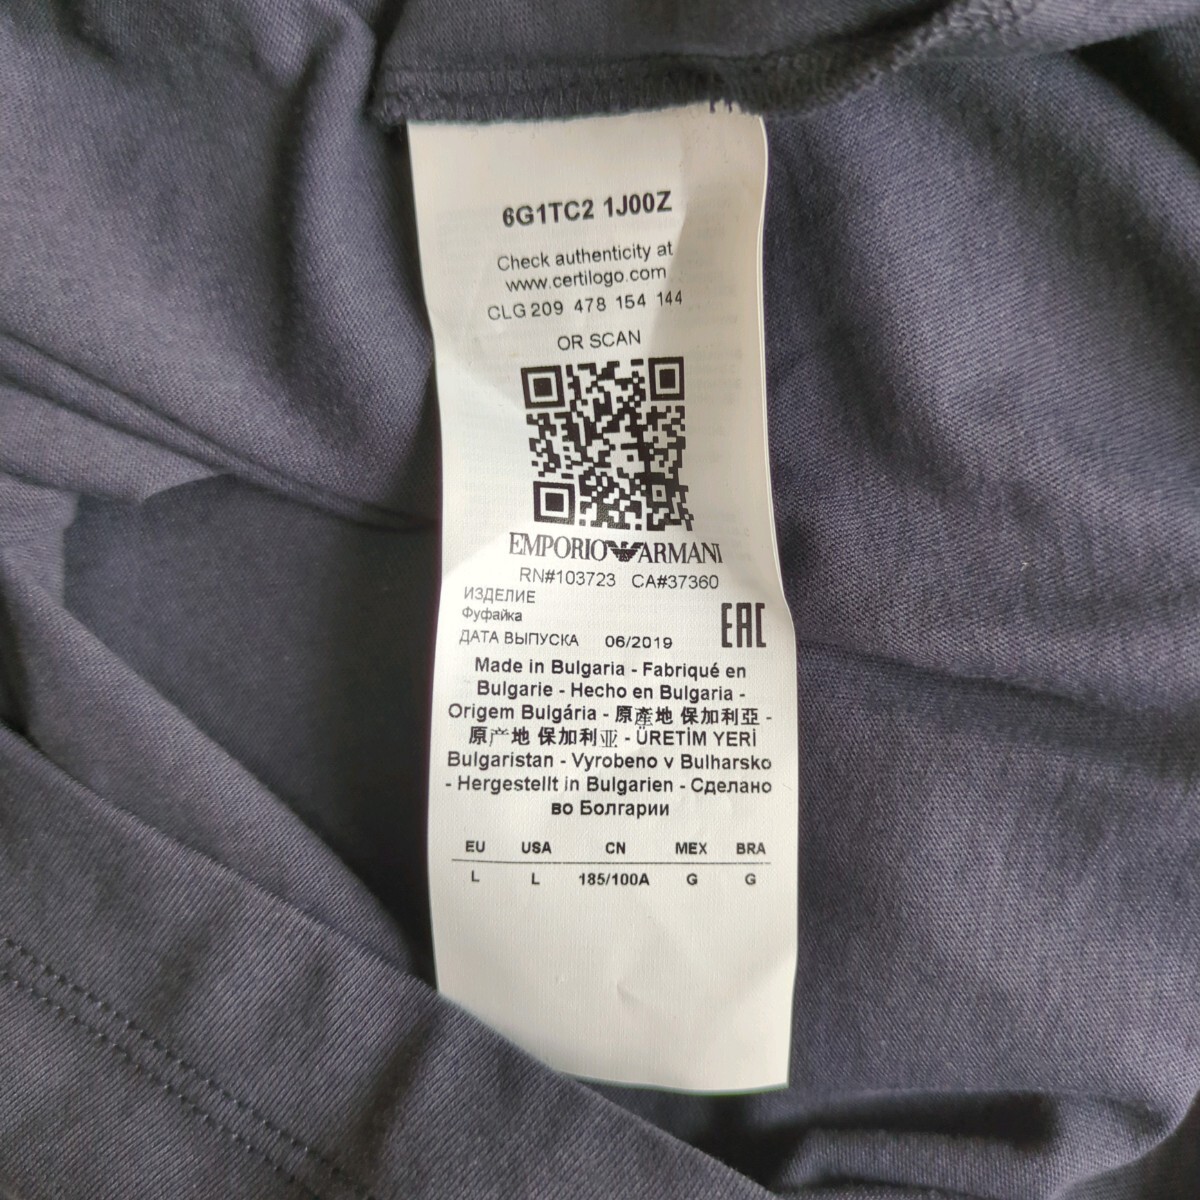 6G1TC2 1J00Z
Check authenticity at
www.certilogo.com
CLG 209 478 154 144
OR SCAN
EMPORIO ARMANI
RN#103723 CA#37360
ИЗДЕЛИЕ
Фуфайка
ДАТА ВЫПУСКА 06/2019
EAC
Made in Bulgaria - Fabriqué en
Bulgarie - Hecho en Bulgaria -
Origem Bulgária - 原產地 保加利亞 -
原产地 保加利亚 - ÜRETİM YERİ
Bulgaristan - Vyrobeno v Bulharsko
- Hergestellt in Bulgarien - Сделано
во Болгарии
EU USA CN MEX BRA
L L 185/100A G G